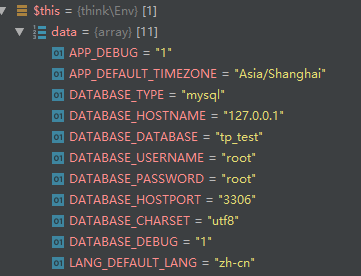 $this = {think\Env} [1]
data = {array} [11]
APP_DEBUG = "1"
APP_DEFAULT_TIMEZONE = "Asia/Shanghai"
DATABASE_TYPE = "mysql"
DATABASE_HOSTNAME = "127.0.0.1"
DATABASE_DATABASE = "tp_test"
DATABASE_USERNAME = "root"
DATABASE_PASSWORD = "root"
DATABASE_HOSTPORT = "3306"
DATABASE_CHARSET = "utf8"
DATABASE_DEBUG = "1"
LANG_DEFAULT_LANG = "zh-cn"